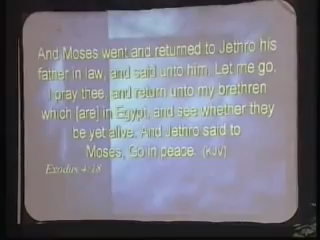 And Moses went and returned to Jethro his
father in law, and said unto him, Let me go,
I pray thee, and return unto my brethren
which [are] in Egypt, and see whether they
be yet alive. And Jethro said to
Moses, Go in peace. (KJV)
Exodus 4:18